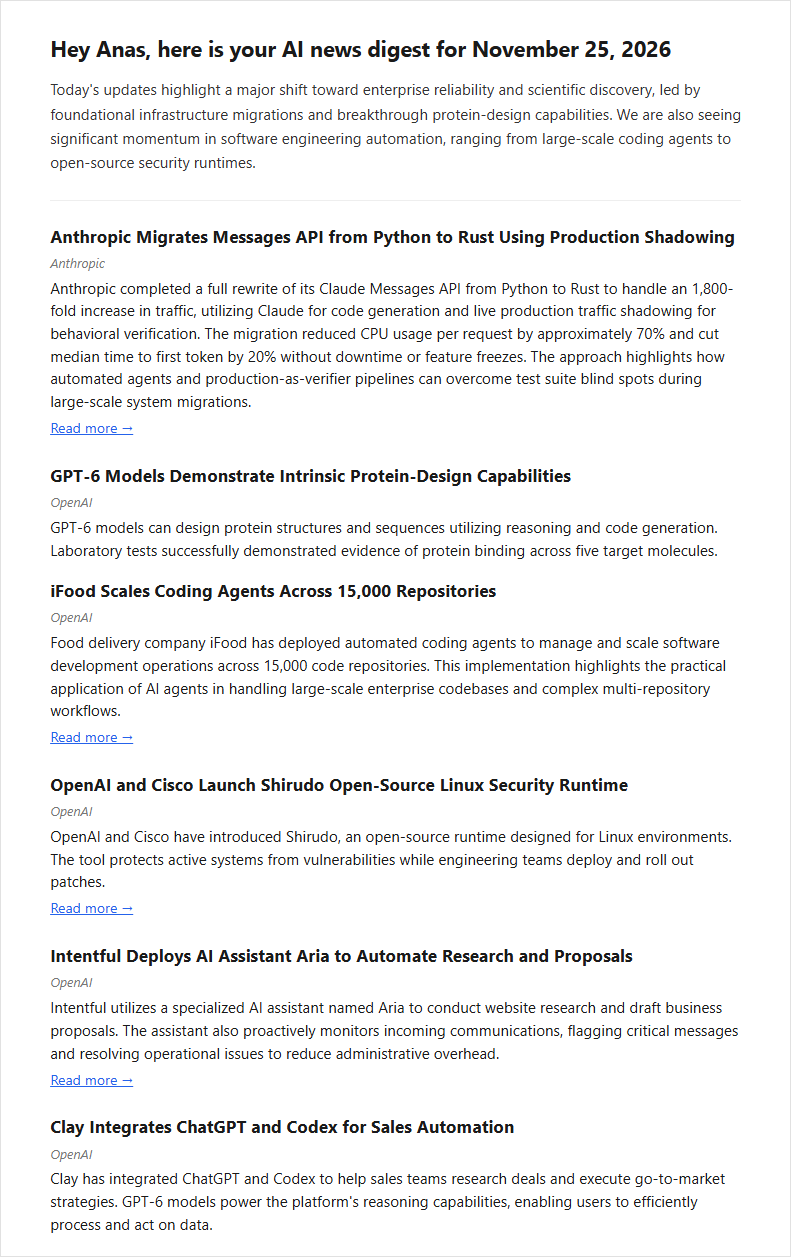 Hey Anas, here is your AI news digest for November 25, 2026
Today's updates highlight a major shift toward enterprise reliability and scientific discovery, led by
foundational infrastructure migrations and breakthrough protein-design capabilities. We are also seeing
significant momentum in software engineering automation, ranging from large-scale coding agents to
open-source security runtimes.
Anthropic Migrates Messages API from Python to Rust Using Production Shadowing
Anthropic
Anthropic completed a full rewrite of its Claude Messages API from Python to Rust to handle an 1,800-
fold increase in traffic, utilizing Claude for code generation and live production traffic shadowing for
behavioral verification. The migration reduced CPU usage per request by approximately 70% and cut
median time to first token by 20% without downtime or feature freezes. The approach highlights how
automated agents and production-as-verifier pipelines can overcome test suite blind spots during
large-scale system migrations.
Read more →
GPT-6 Models Demonstrate Intrinsic Protein-Design Capabilities
OpenAI
GPT-6 models can design protein structures and sequences utilizing reasoning and code generation.
Laboratory tests successfully demonstrated evidence of protein binding across five target molecules.
iFood Scales Coding Agents Across 15,000 Repositories
OpenAI
Food delivery company iFood has deployed automated coding agents to manage and scale software
development operations across 15,000 code repositories. This implementation highlights the practical
application of AI agents in handling large-scale enterprise codebases and complex multi-repository
workflows.
Read more →
OpenAI and Cisco Launch Shirudo Open-Source Linux Security Runtime
OpenAI
OpenAI and Cisco have introduced Shirudo, an open-source runtime designed for Linux environments.
The tool protects active systems from vulnerabilities while engineering teams deploy and roll out
patches.
Read more →
Intentful Deploys AI Assistant Aria to Automate Research and Proposals
OpenAI
Intentful utilizes a specialized AI assistant named Aria to conduct website research and draft business
proposals. The assistant also proactively monitors incoming communications, flagging critical messages
and resolving operational issues to reduce administrative overhead.
Read more →
Clay Integrates ChatGPT and Codex for Sales Automation
OpenAI
Clay has integrated ChatGPT and Codex to help sales teams research deals and execute go-to-market
strategies. GPT-6 models power the platform's reasoning capabilities, enabling users to efficiently
process and act on data.